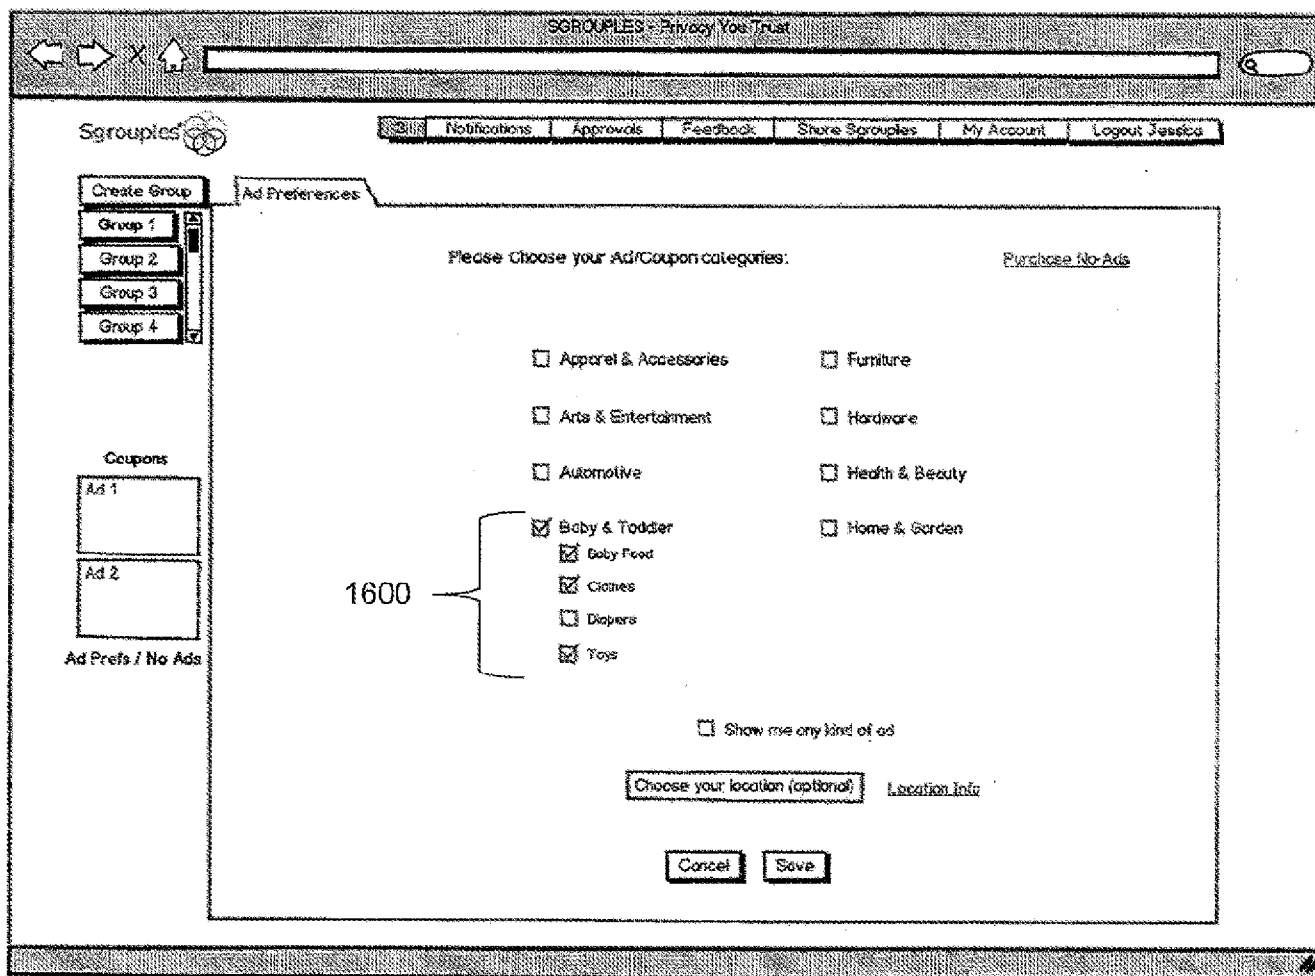 SGROUPLES - Privacy You Trust
Sgrouples
Notifications Approvals Feedback Share Sgrouples My Account Logout Jessica
Create Group
Ad Preferences
Group 1
Group 2
Group 3
Group 4
Please Choose your Ad/Coupon categories:
Purchase No-Ads
Apparel & Accessories
Furniture
Arts & Entertainment
Hardware
Automotive
Health & Beauty
Baby & Toddler
Home & Garden
Baby Food
Clothes
Diapers
Toys
1600
Coupons
Ad 1
Ad 2
Ad Prefs / No Ads
Show me any kind of ad
Choose your location (optional)
Location Info
Cancel
Save